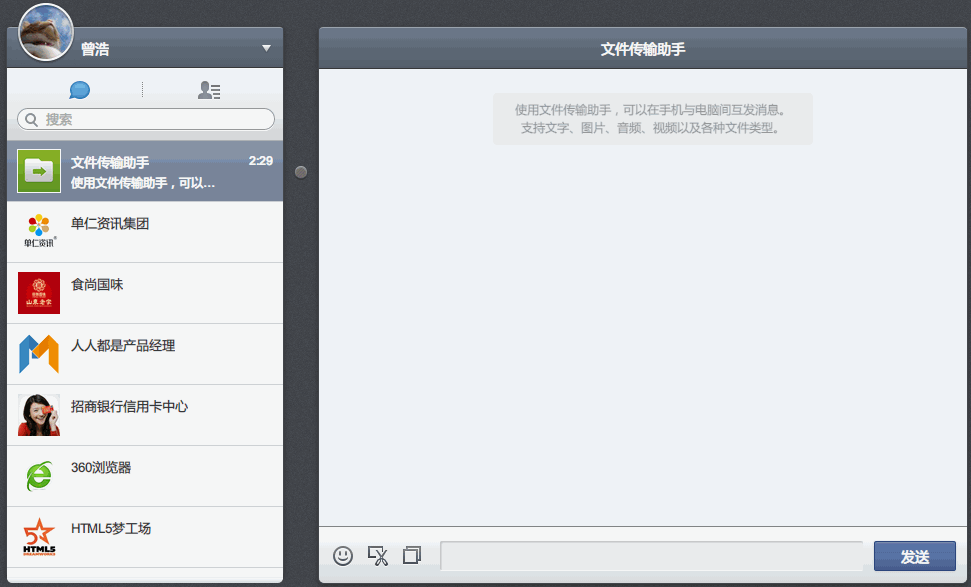 曾浩
搜索
文件传输助手
2:29
使用文件传输助手，可以...
单仁资讯集团
单仁资讯
食尚国味
山東老家
人人都是产品经理
招商银行信用卡中心
360浏览器
HTML5梦工场
5
HTML5
文件传输助手
使用文件传输助手，可以在手机与电脑间互发消息。
支持文字、图片、音频、视频以及各种文件类型。
发送